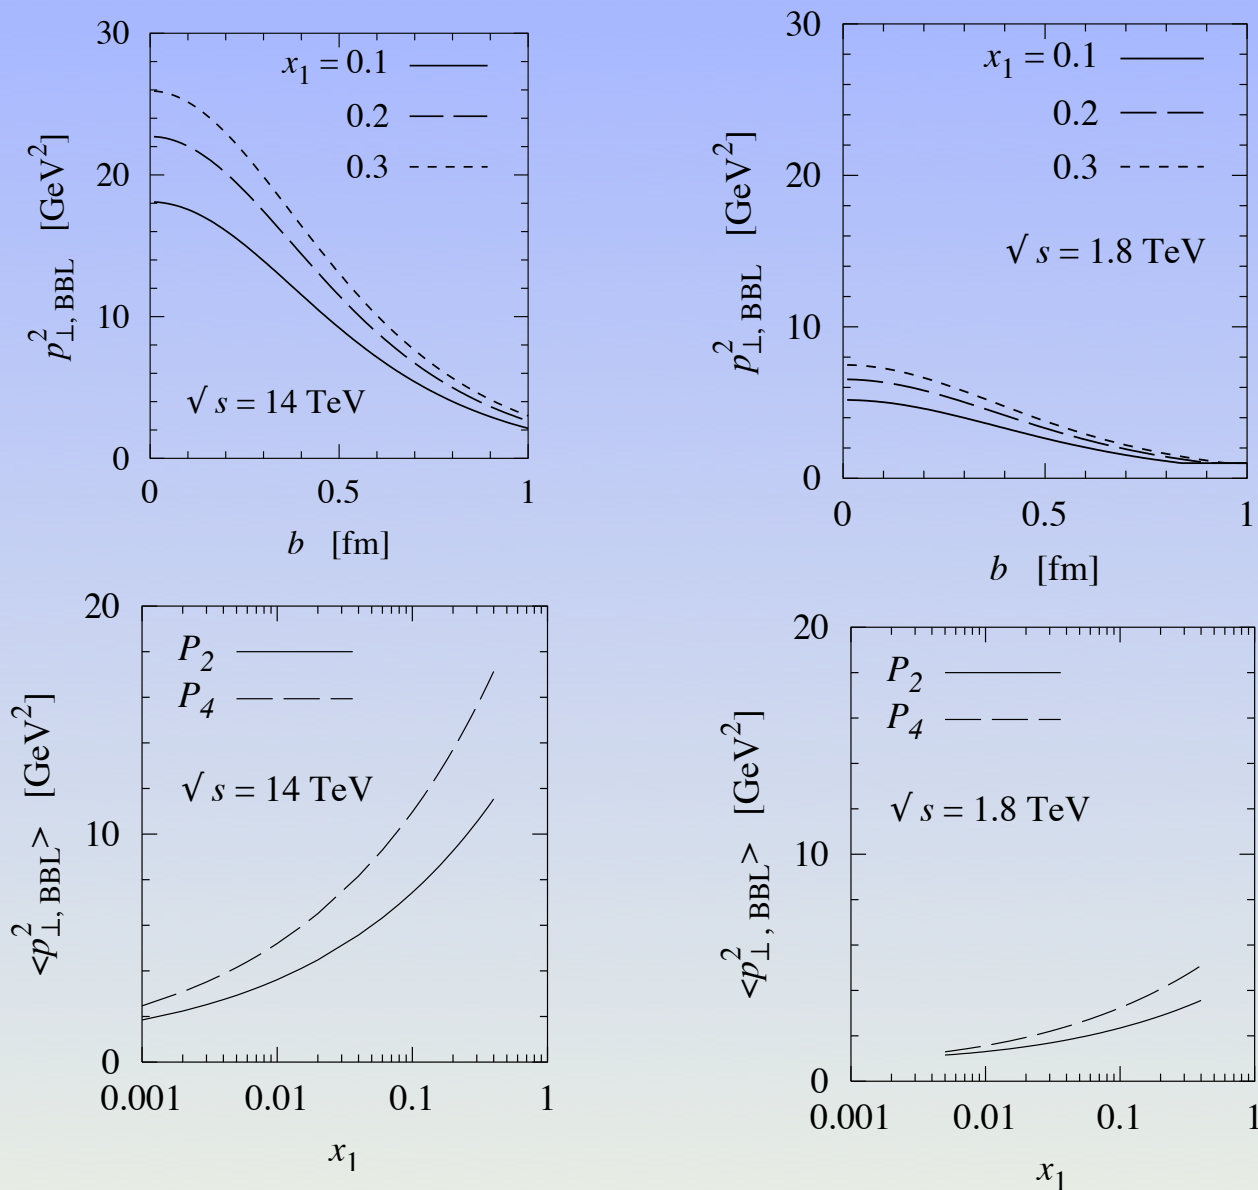 30
20
10
0
p²⊥, BBL [GeV²]
x₁ = 0.1
0.2
0.3
√ s = 14 TeV
0
0.5
1
b [fm]
30
20
10
0
p²⊥, BBL [GeV²]
x₁ = 0.1
0.2
0.3
√ s = 1.8 TeV
0
0.5
1
b [fm]
20
10
0
<p²⊥, BBL> [GeV²]
P₂
P₄
√ s = 14 TeV
0.001
0.01
0.1
1
x₁
20
10
0
<p²⊥, BBL> [GeV²]
P₂
P₄
√ s = 1.8 TeV
0.001
0.01
0.1
1
x₁